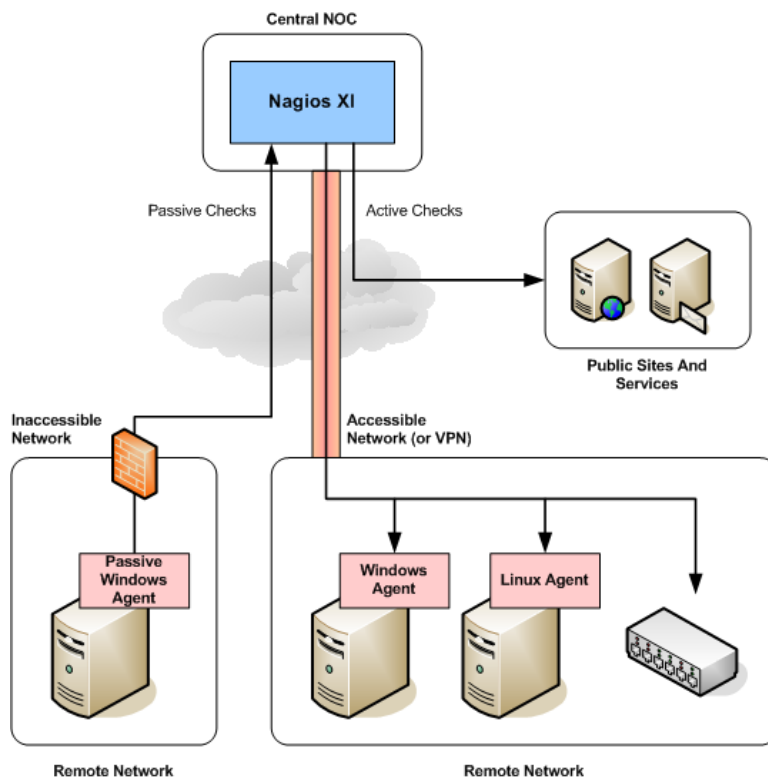 Central NOC
Nagios XI
Passive Checks
Active Checks
Public Sites And
Services
Inaccessible
Network
Accessible
Network (or VPN)
Passive
Windows
Agent
Windows
Agent
Linux Agent
Remote Network
Remote Network